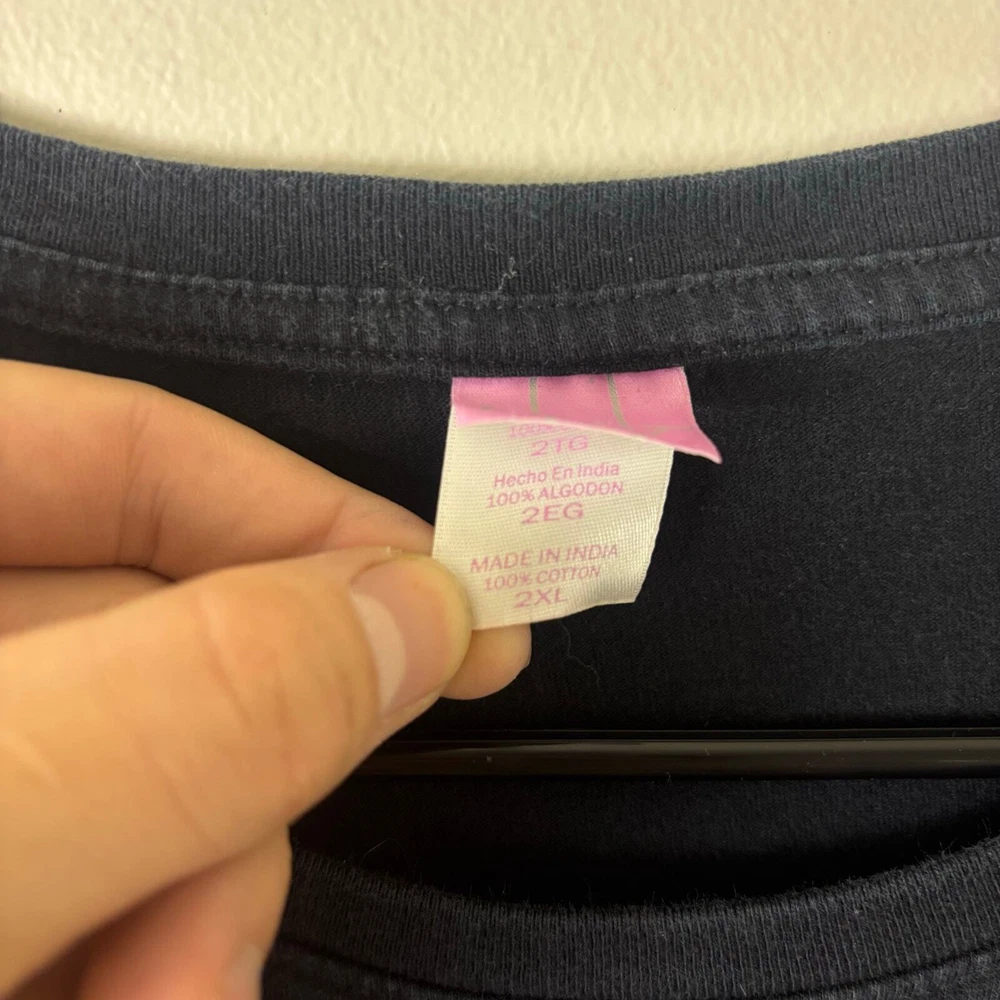 2TG
Hecho En India
100% ALGODON
2EG
MADE IN INDIA
100% COTTON
2XL